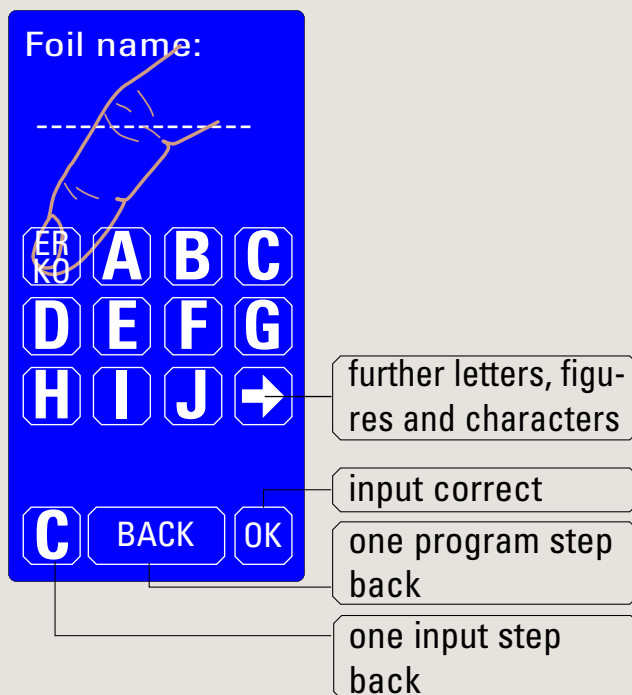 Foil name:
ER
KO
A B C
D E F G
H I J
further letters, figu-
res and characters
input correct
C BACK OK
one program step
back
one input step
back